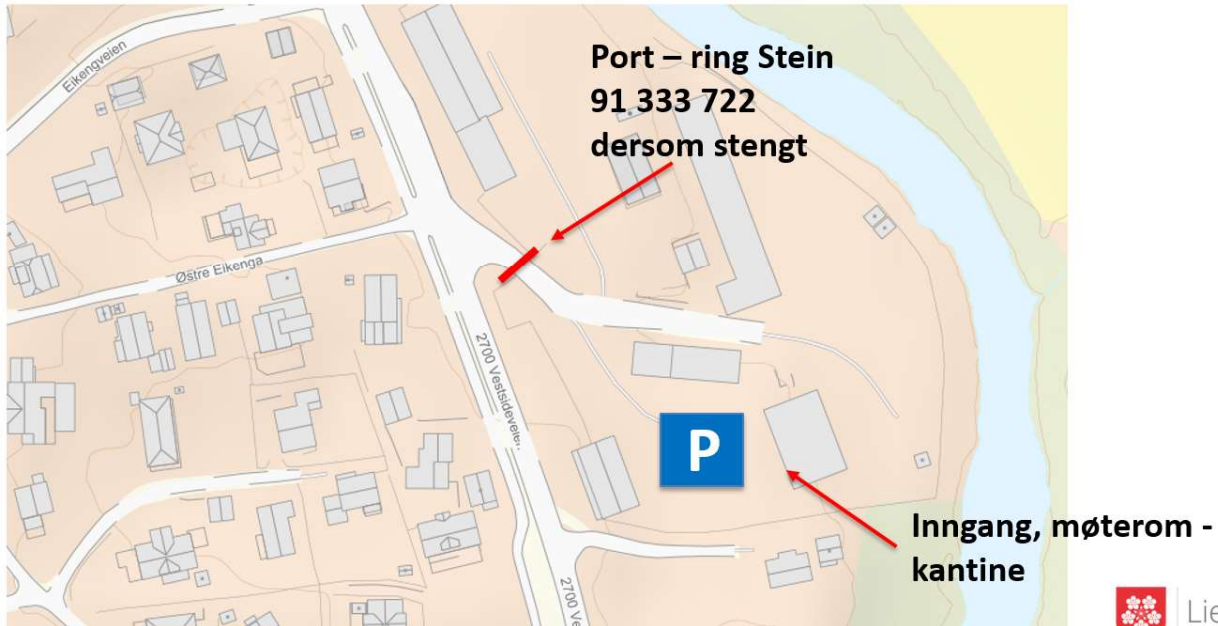 Port – ring Stein
91 333 722
dersom stengt
Eikengveien
Østre Eikenga
2700 Vestsideveien
P
Inngang, møterom -
kantine
2700 Ve
Lie